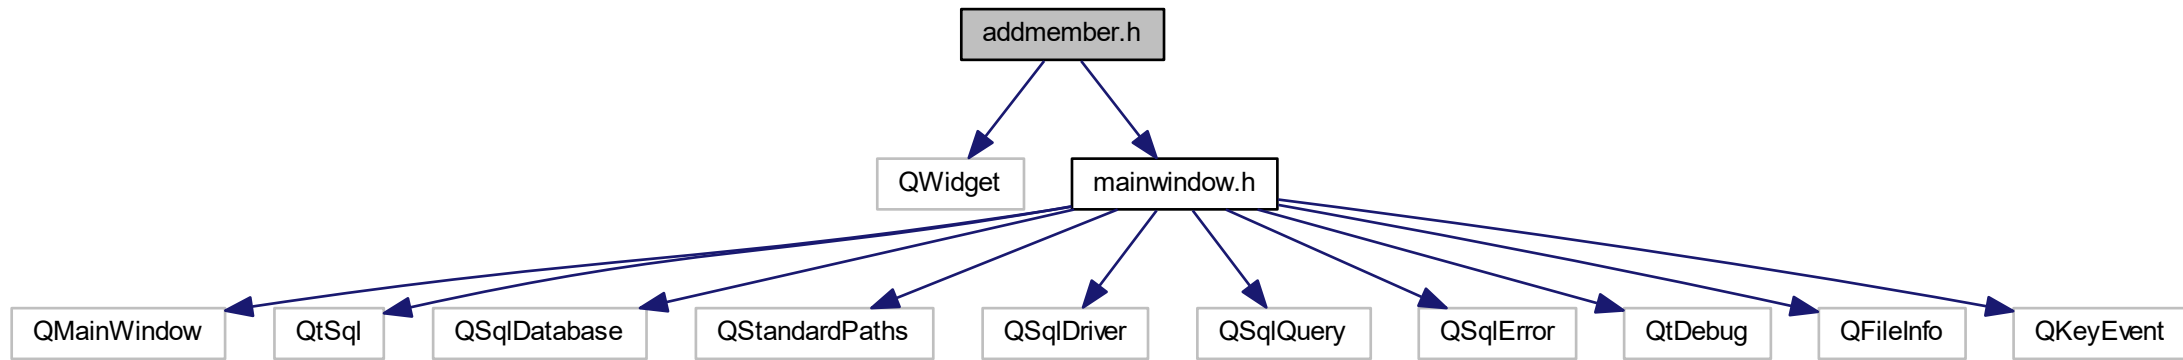 addmember.h
QWidget
mainwindow.h
QMainWindow
QtSql
QSqlDatabase
QStandardPaths
QSqlDriver
QSqlQuery
QSqlError
QtDebug
QFileInfo
QKeyEvent